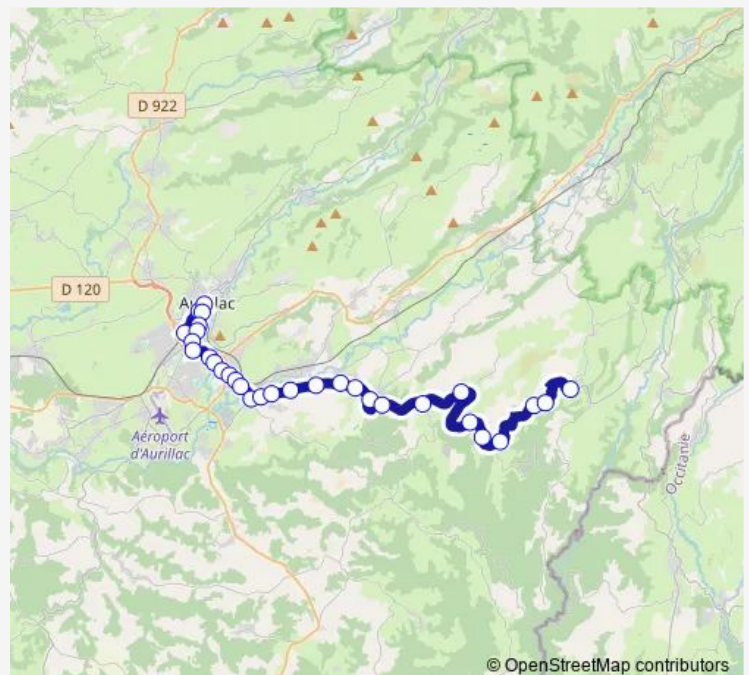 D 922
D 120
Aurillac
Aéroport
d'Aurillac
Occitanie
© OpenStreetMap contributors